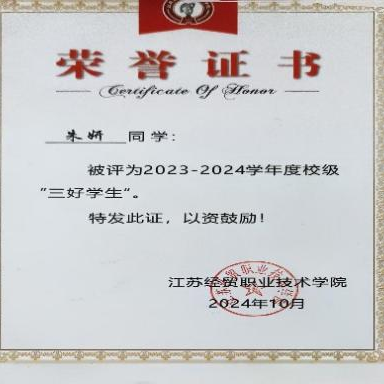 荣誉证书
Certificate Of Honor
朱妍 同学：
被评为2023-2024学年度校级
"三好学生"。
特发此证，以资鼓励！
江苏经贸职业技术学院
2024年10月